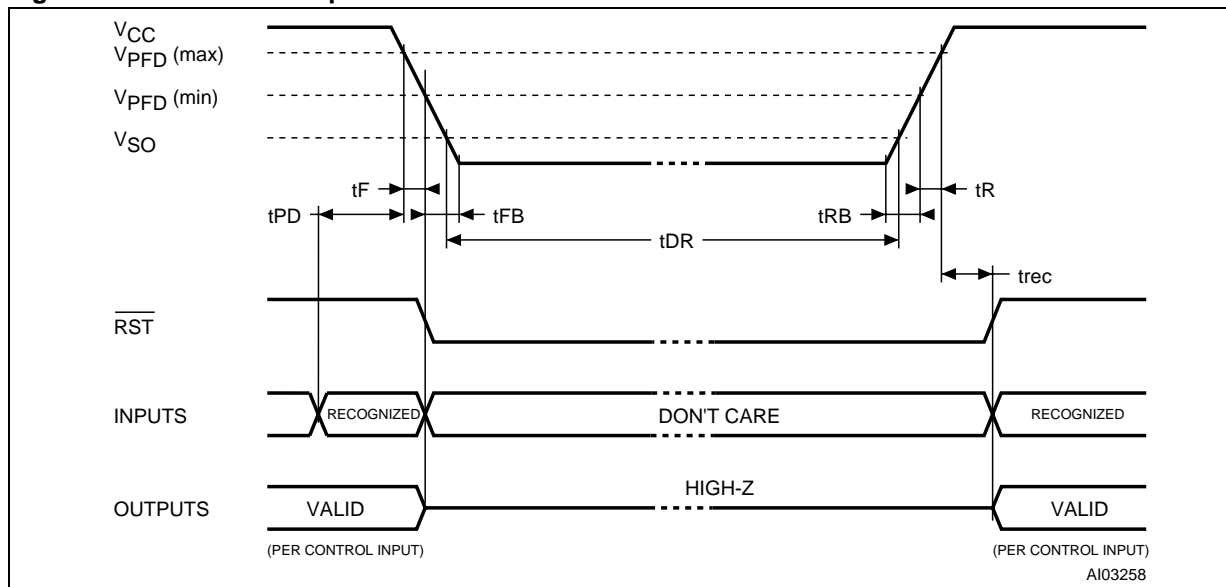 VCC
VPFD (max)
VPFD (min)
VSO
tF
tR
tPD
tFB
tRB
tDR
trec
RST
INPUTS
RECOGNIZED
DON'T CARE
RECOGNIZED
HIGH-Z
OUTPUTS
VALID
VALID
(PER CONTROL INPUT)
(PER CONTROL INPUT)
AI03258